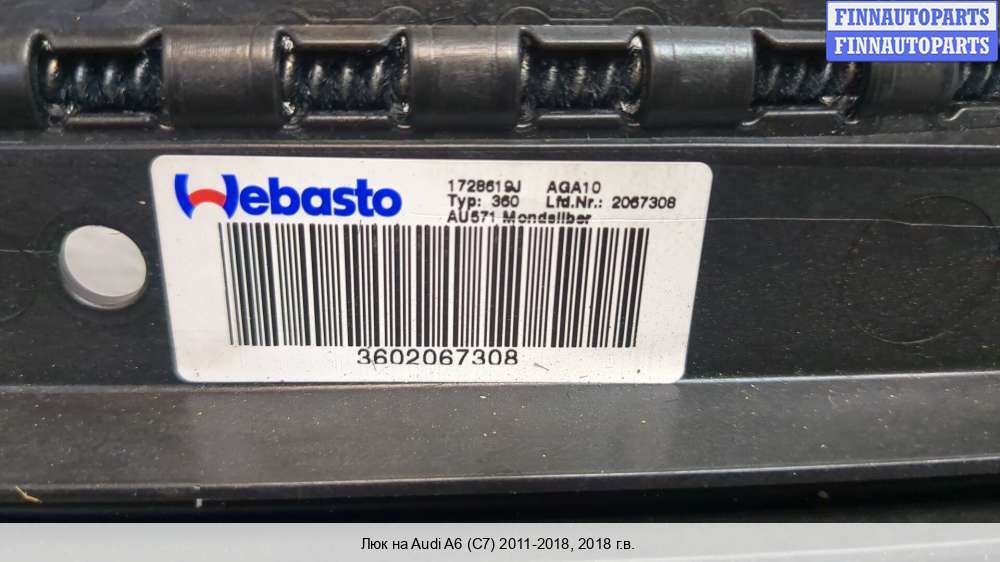 FINNAUTOPARTS
FINNAUTOPARTS
Webasto
1728619J AGA10
Typ: 360 Lfd.Nr.: 2067308
AU571 Mondsilber
3602067308
Люк на Audi A6 (C7) 2011-2018, 2018 г.в.